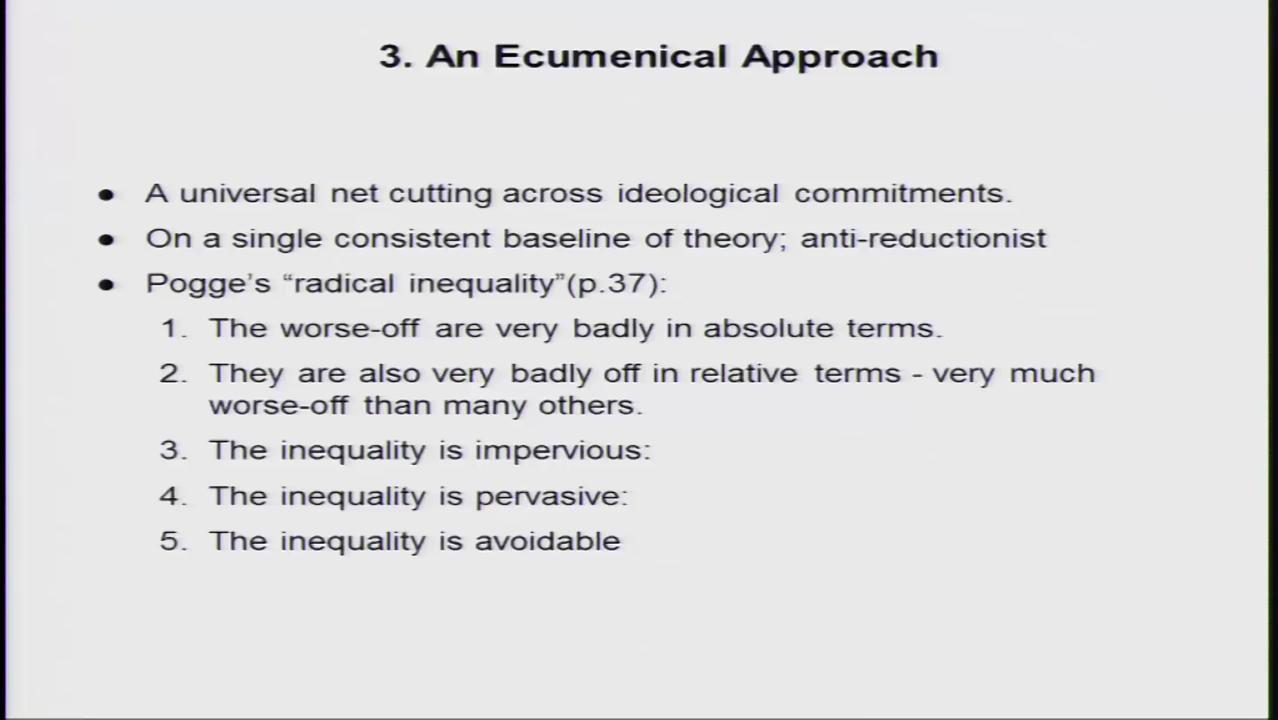 3. An Ecumenical Approach
● A universal net cutting across ideological commitments.
● On a single consistent baseline of theory; anti-reductionist
● Pogge's “radical inequality”(p.37):
1. The worse-off are very badly in absolute terms.
2. They are also very badly off in relative terms - very much
worse-off than many others.
3. The inequality is impervious:
4. The inequality is pervasive:
5. The inequality is avoidable